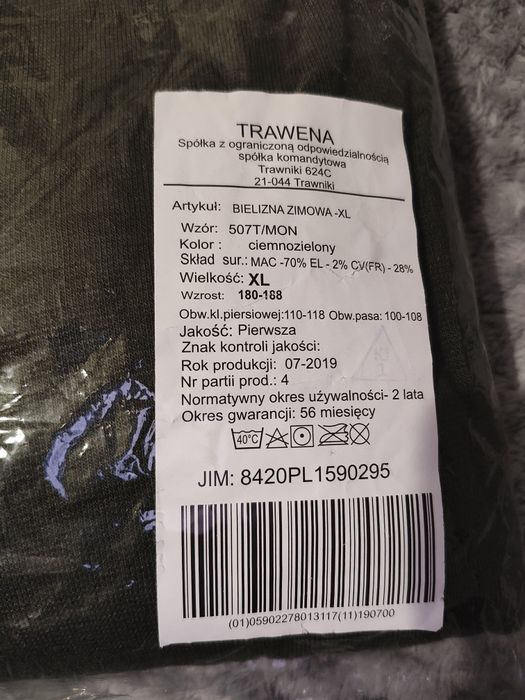 TRAWENA
Spółka z ograniczoną odpowiedzialnością
spółka komandytowa
Trawniki 624C
21-044 Trawniki
Artykuł: BIELIZNA ZIMOWA -XL
Wzór: 507T/MON
Kolor : ciemnozielony
Skład sur.: MAC -70% EL - 2% CV(FR) - 28%
Wielkość: XL
Wzrost: 180-188
Obw.kl.piersiowej:110-118 Obw.pasa: 100-108
Jakość: Pierwsza
Znak kontroli jakości:
Rok produkcji: 07-2019
Nr partii prod.: 4
Normatywny okres używalności- 2 lata
Okres gwarancji: 56 miesięcy
40°C
JIM: 8420PL1590295
(01)05902278013117(11)190700